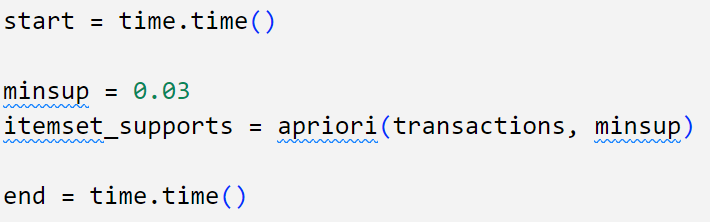 start = time.time()
minsup = 0.03
itemset_supports = apriori(transactions, minsup)
end = time.time()